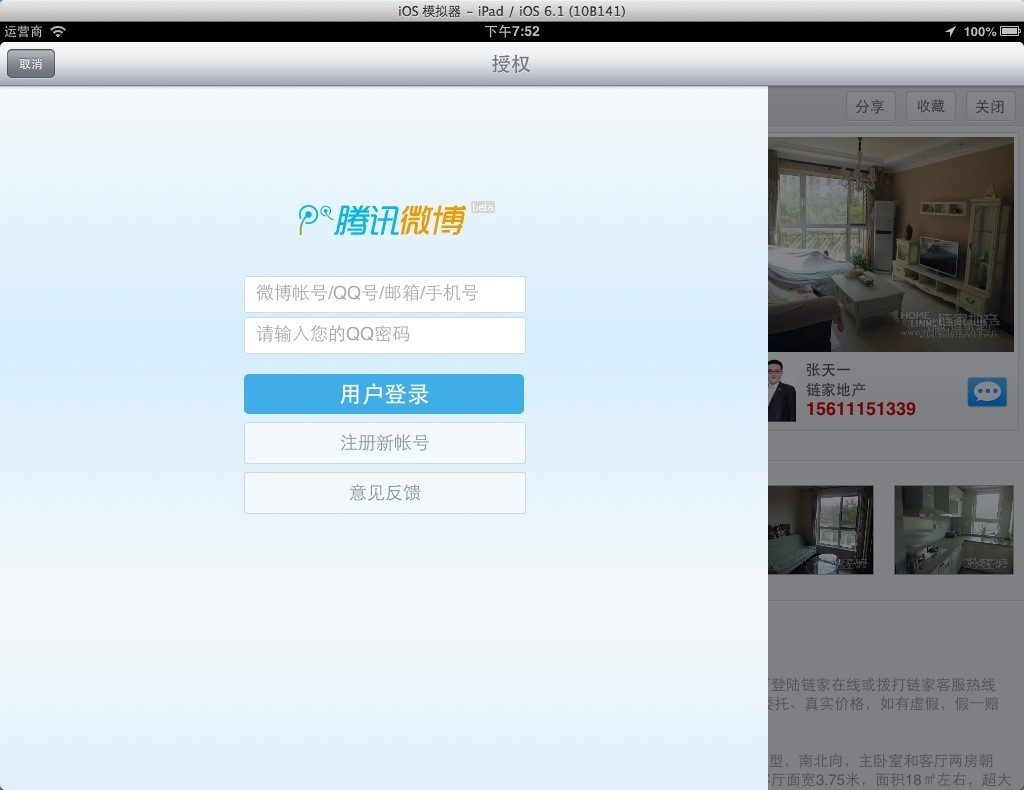 iOS 模拟器 - iPad / iOS 6.1 (10B141)
运营商 下午7:52 100%
取消 授权
分享 收藏 关闭
腾讯微博 beta
微博帐号/QQ号/邮箱/手机号
请输入您的QQ密码
用户登录
注册新帐号
意见反馈
HOME LINK 链家地产
张天一
链家地产
15611151339
登陆链家在线或拨打链家客服热线
托、真实价格，如有虚假，假一赔
型，南北向，主卧室和客厅两房朝
厅面宽3.75米，面积18㎡左右，超大